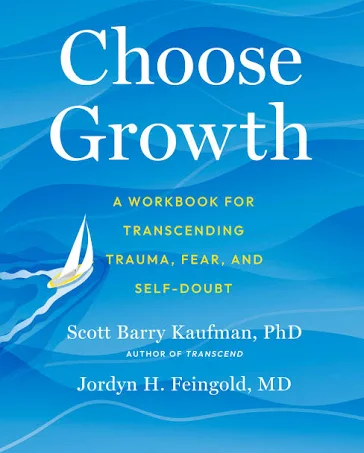 Choose
Growth
A WORKBOOK FOR
TRANSCENDING
TRAUMA, FEAR, AND
SELF-DOUBT
Scott Barry Kaufman, PhD
AUTHOR OF TRANSCEND
Jordyn H. Feingold, MD